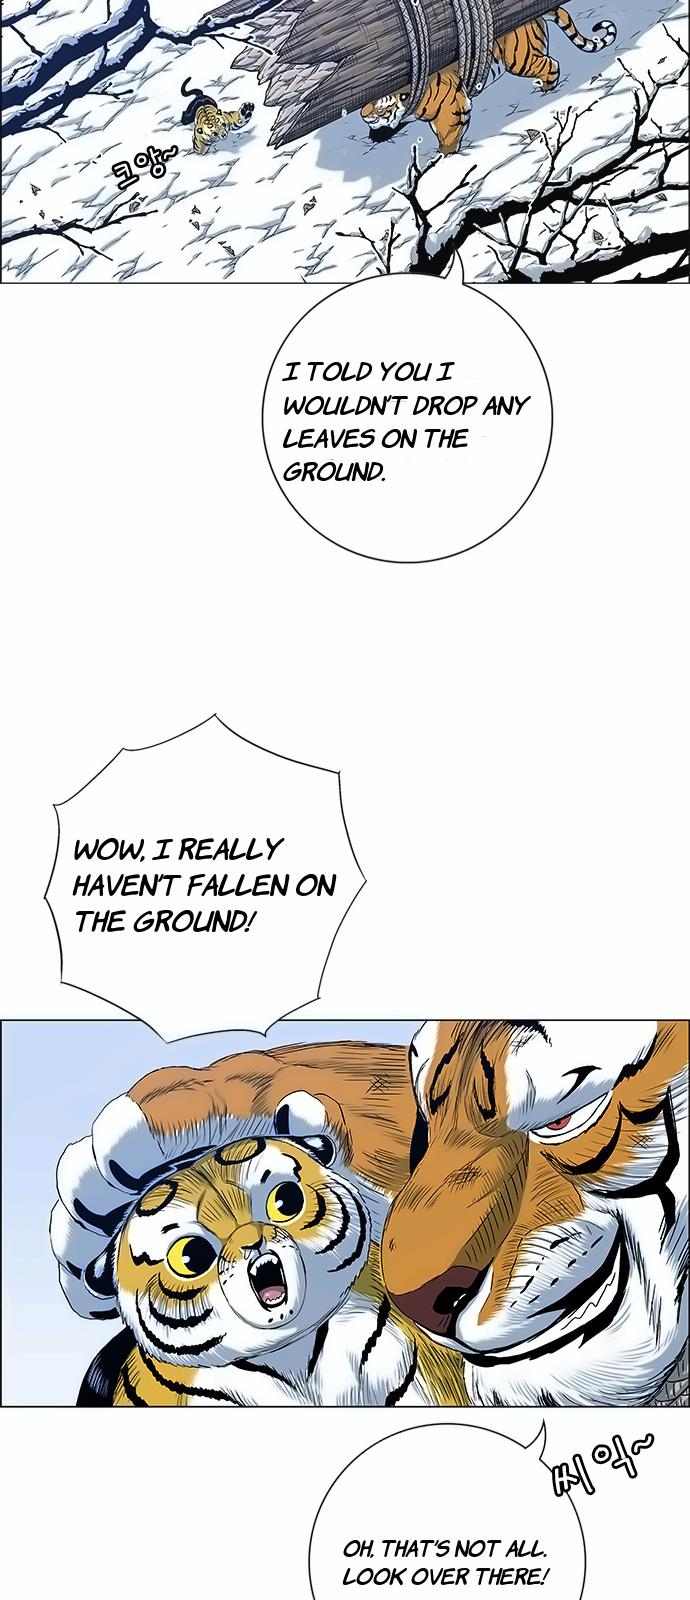 크앙~
I TOLD YOU I
WOULDN'T DROP ANY
LEAVES ON THE
GROUND.
WOW, I REALLY
HAVEN'T FALLEN ON
THE GROUND!
씨익~
OH, THAT'S NOT ALL.
LOOK OVER THERE!